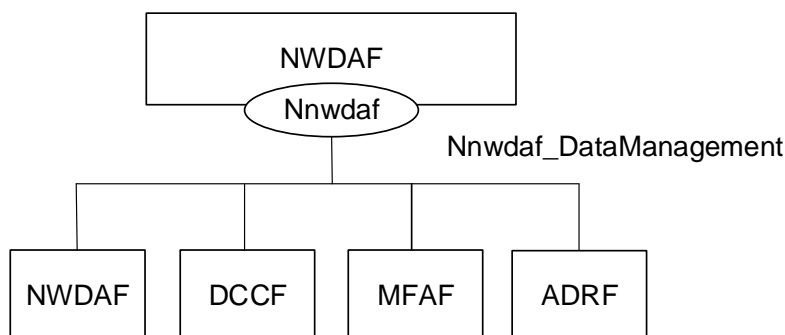 NWDAF
Nnwdaf
Nnwdaf_DataManagement
NWDAF DCCF MFAF ADRF